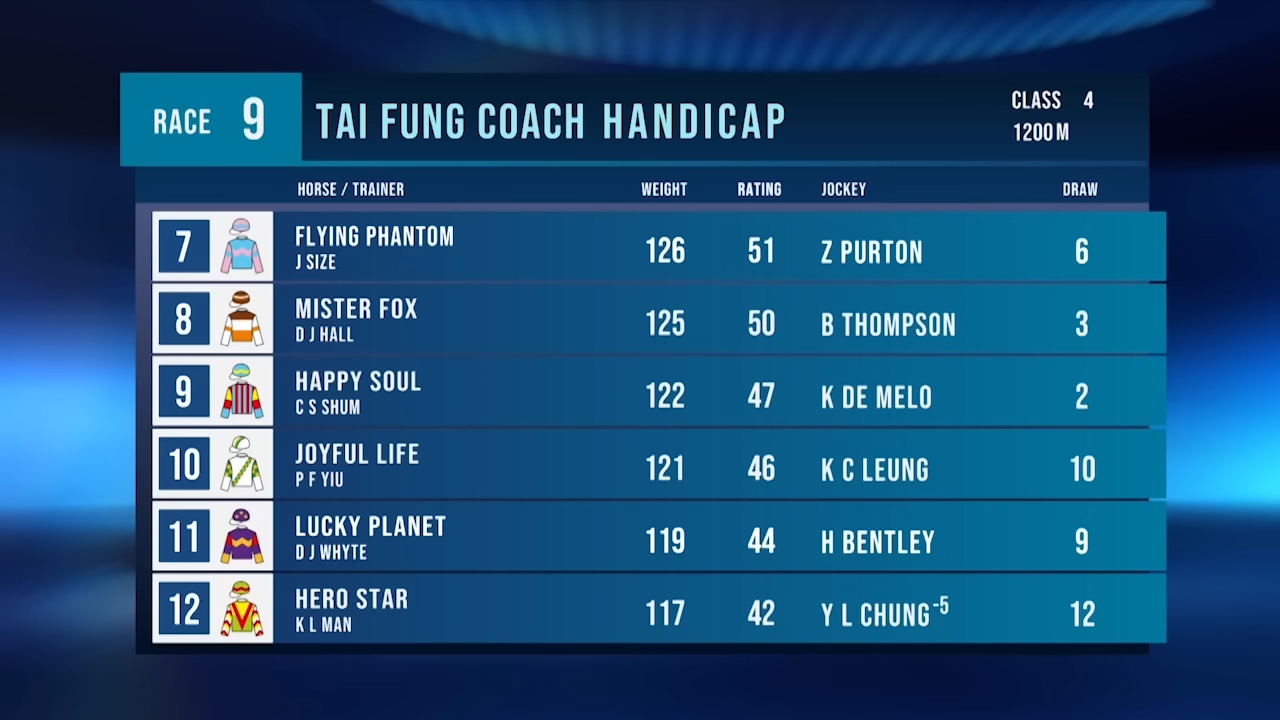 RACE 9
TAI FUNG COACH HANDICAP
CLASS 4
1200 M
HORSE / TRAINER WEIGHT RATING JOCKEY DRAW
7 FLYING PHANTOM 126 51 Z PURTON 6
J SIZE
8 MISTER FOX 125 50 B THOMPSON 3
D J HALL
9 HAPPY SOUL 122 47 K DE MELO 2
C S SHUM
10 JOYFUL LIFE 121 46 K C LEUNG 10
P F YIU
11 LUCKY PLANET 119 44 H BENTLEY 9
D J WHYTE
12 HERO STAR 117 42 Y L CHUNG -5 12
K L MAN